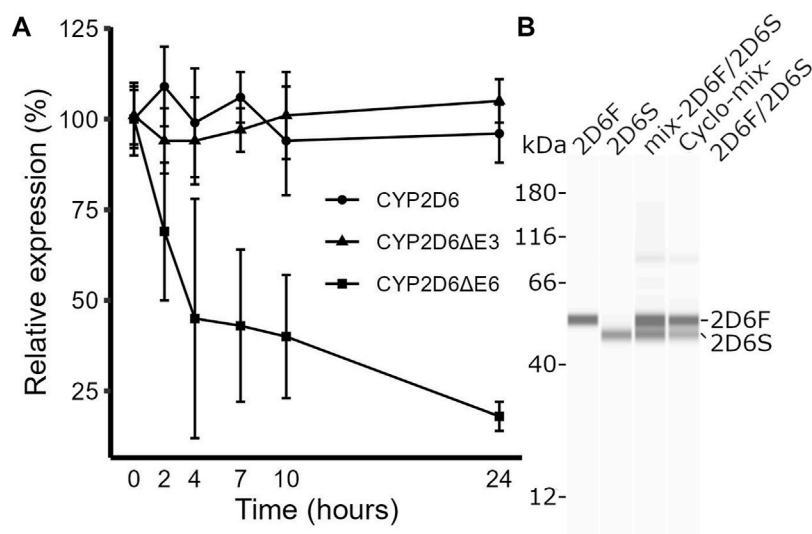 A
125
100
75
50
25
Relative expression (%)
0 2 4 7 10 24
Time (hours)
CYP2D6
CYP2D6ΔE3
CYP2D6ΔE6
B
kDa
2D6F
2D6S
mix-2D6F/2D6S
Cyclo-mix-
2D6F/2D6S
180-
116-
66-
40-
12-
-2D6F
2D6S